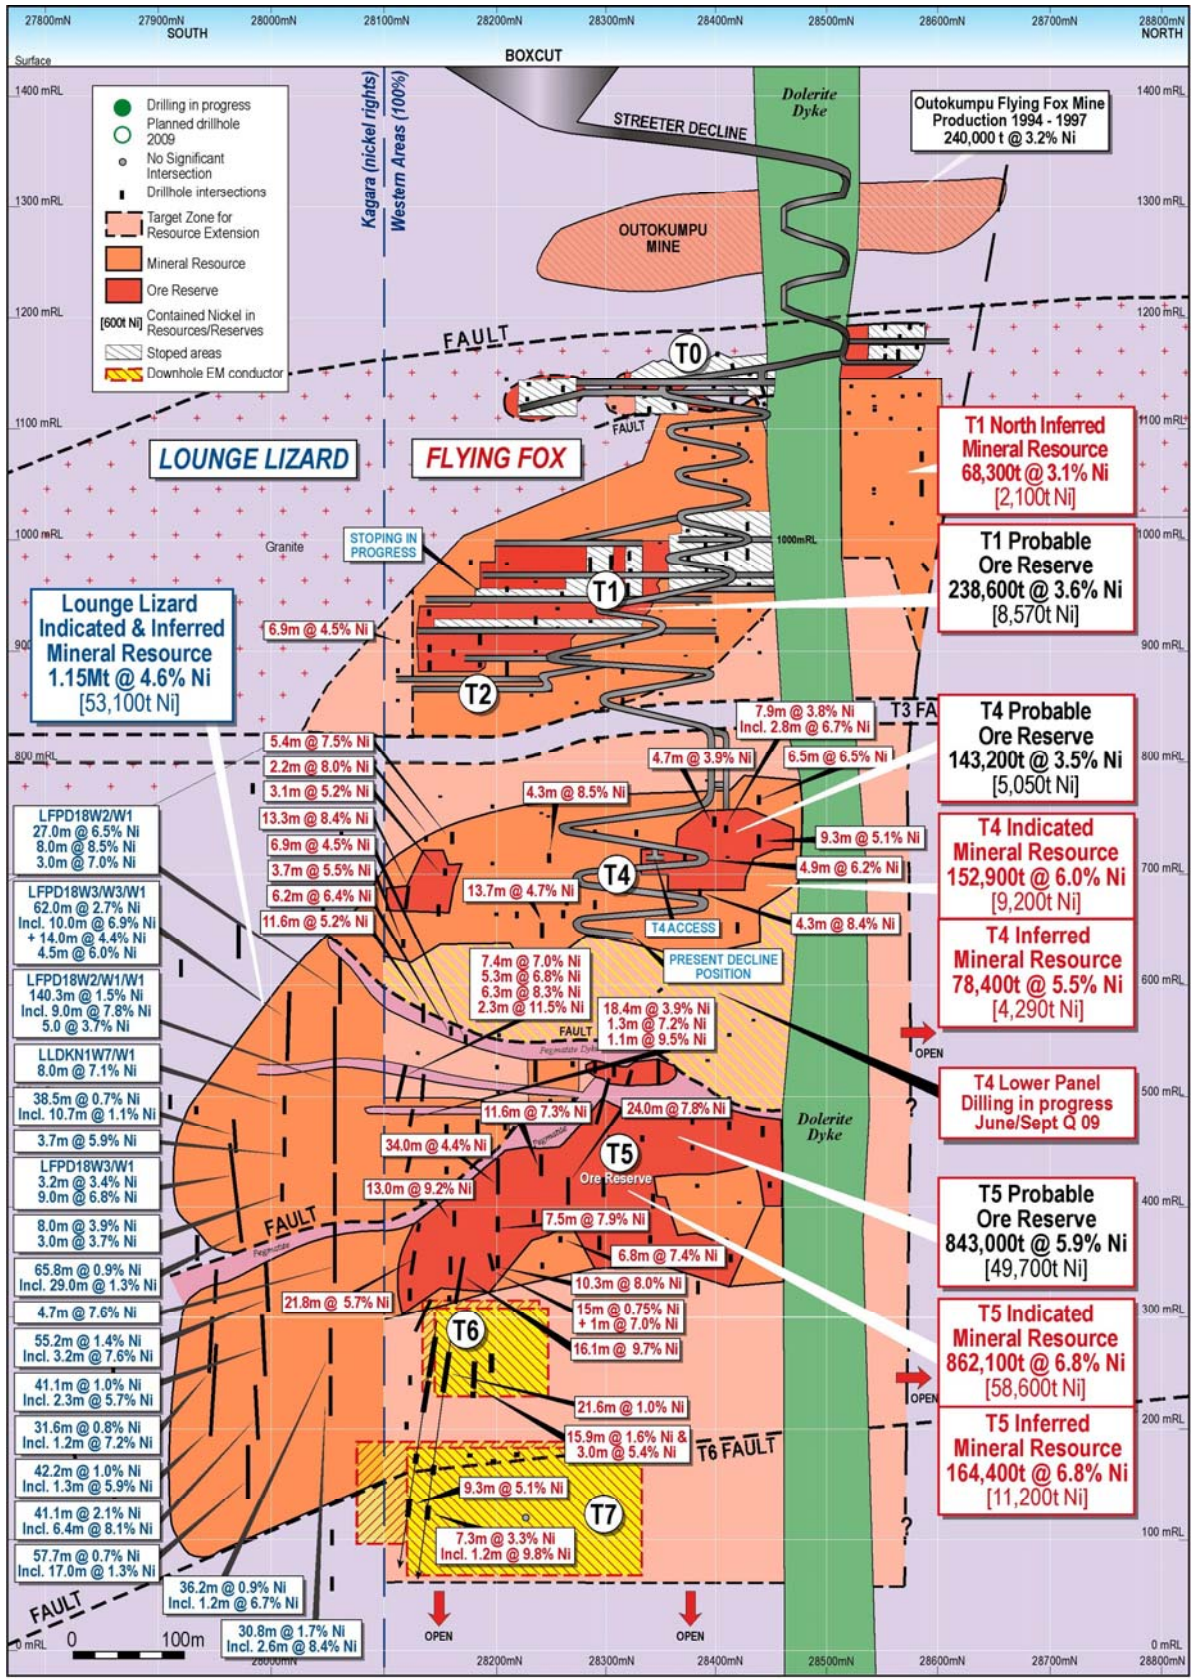 27800mN
27900mN
28000mN
28100mN
28200mN
28300mN
28400mN
28500mN
28600mN
28700mN
28800mN
SOUTH
NORTH
BOXCUT
Surface
1400 mRL
1400 mRL
Drilling in progress
Planned drillhole
2009
No Significant
Intersection
Drillhole intersections
Target Zone for
Resource Extension
Mineral Resource
Ore Reserve
[600t Ni] Contained Nickel in
Resources/Reserves
Stoped areas
Downhole EM conductor
Kagara (nickel rights)
Western Areas (100%)
STREETER DECLINE
Dolerite
Dyke
Outokumpu Flying Fox Mine
Production 1994 - 1997
240,000 t @ 3.2% Ni
1300 mRL
1300 mRL
OUTOKUMPU
MINE
1200 mRL
1200 mRL
FAULT
T0
FAULT
1100 mRL
1100 mRL
LOUNGE LIZARD
FLYING FOX
T1 North Inferred
Mineral Resource
68,300t @ 3.1% Ni
[2,100t Ni]
1000 mRL
1000 mRL
Granite
STOPING IN
PROGRESS
1000mRL
T1
T1 Probable
Ore Reserve
238,600t @ 3.6% Ni
[8,570t Ni]
Lounge Lizard
Indicated & Inferred
Mineral Resource
1.15Mt @ 4.6% Ni
[53,100t Ni]
6.9m @ 4.5% Ni
900
900 mRL
T2
T3 FA
800 mRL
800 mRL
7.9m @ 3.8% Ni
Incl. 2.8m @ 6.7% Ni
4.7m @ 3.9% Ni
6.5m @ 6.5% Ni
T4 Probable
Ore Reserve
143,200t @ 3.5% Ni
[5,050t Ni]
5.4m @ 7.5% Ni
2.2m @ 8.0% Ni
3.1m @ 5.2% Ni
13.3m @ 8.4% Ni
6.9m @ 4.5% Ni
3.7m @ 5.5% Ni
6.2m @ 6.4% Ni
11.6m @ 5.2% Ni
4.3m @ 8.5% Ni
9.3m @ 5.1% Ni
4.9m @ 6.2% Ni
T4
13.7m @ 4.7% Ni
4.3m @ 8.4% Ni
700 mRL
T4 ACCESS
PRESENT DECLINE
POSITION
T4 Indicated
Mineral Resource
152,900t @ 6.0% Ni
[9,200t Ni]
T4 Inferred
Mineral Resource
78,400t @ 5.5% Ni
[4,290t Ni]
LFPD18W2/W1
27.0m @ 6.5% Ni
8.0m @ 8.5% Ni
3.0m @ 7.0% Ni
LFPD18W3/W3/W1
62.0m @ 2.7% Ni
Incl. 10.0m @ 6.9% Ni
+ 14.0m @ 4.4% Ni
4.5m @ 6.0% Ni
LFPD18W2/W1/W1
140.3m @ 1.5% Ni
Incl. 9.0m @ 7.8% Ni
5.0 @ 3.7% Ni
LLDKN1W7/W1
8.0m @ 7.1% Ni
38.5m @ 0.7% Ni
Incl. 10.7m @ 1.1% Ni
3.7m @ 5.9% Ni
LFPD18W3/W1
3.2m @ 3.4% Ni
9.0m @ 6.8% Ni
8.0m @ 3.9% Ni
3.0m @ 3.7% Ni
65.8m @ 0.9% Ni
Incl. 29.0m @ 1.3% Ni
4.7m @ 7.6% Ni
55.2m @ 1.4% Ni
Incl. 3.2m @ 7.6% Ni
41.1m @ 1.0% Ni
Incl. 2.3m @ 5.7% Ni
31.6m @ 0.8% Ni
Incl. 1.2m @ 7.2% Ni
42.2m @ 1.0% Ni
Incl. 1.3m @ 5.9% Ni
41.1m @ 2.1% Ni
Incl. 6.4m @ 8.1% Ni
57.7m @ 0.7% Ni
Incl. 17.0m @ 1.3% Ni
36.2m @ 0.9% Ni
Incl. 1.2m @ 6.7% Ni
30.8m @ 1.7% Ni
Incl. 2.6m @ 8.4% Ni
7.4m @ 7.0% Ni
5.3m @ 6.8% Ni
6.3m @ 8.3% Ni
2.3m @ 11.5% Ni
600 mRL
18.4m @ 3.9% Ni
1.3m @ 7.2% Ni
1.1m @ 9.5% Ni
FAULT
Pegmatite Dyke
OPEN
T4 Lower Panel
Dilling in progress
June/Sept Q 09
500 mRL
?
11.6m @ 7.3% Ni
24.0m @ 7.8% Ni
Pegmatite
34.0m @ 4.4% Ni
T5
Ore Reserve
Dolerite
Dyke
13.0m @ 9.2% Ni
400 mRL
T5 Probable
Ore Reserve
843,000t @ 5.9% Ni
[49,700t Ni]
FAULT
Pegmatite
7.5m @ 7.9% Ni
6.8m @ 7.4% Ni
10.3m @ 8.0% Ni
21.8m @ 5.7% Ni
15m @ 0.75% Ni
+ 1m @ 7.0% Ni
16.1m @ 9.7% Ni
300 mRL
T6
T5 Indicated
Mineral Resource
862,100t @ 6.8% Ni
[58,600t Ni]
OPEN
21.6m @ 1.0% Ni
15.9m @ 1.6% Ni &
3.0m @ 5.4% Ni
T6 FAULT
200 mRL
T5 Inferred
Mineral Resource
164,400t @ 6.8% Ni
[11,200t Ni]
9.3m @ 5.1% Ni
T7
7.3m @ 3.3% Ni
Incl. 1.2m @ 9.8% Ni
?
100 mRL
FAULT
OPEN
OPEN
0 mRL
0 100m
0 mRL
28000mN
28200mN
28300mN
28400mN
28500mN
28600mN
28700mN
28800mN